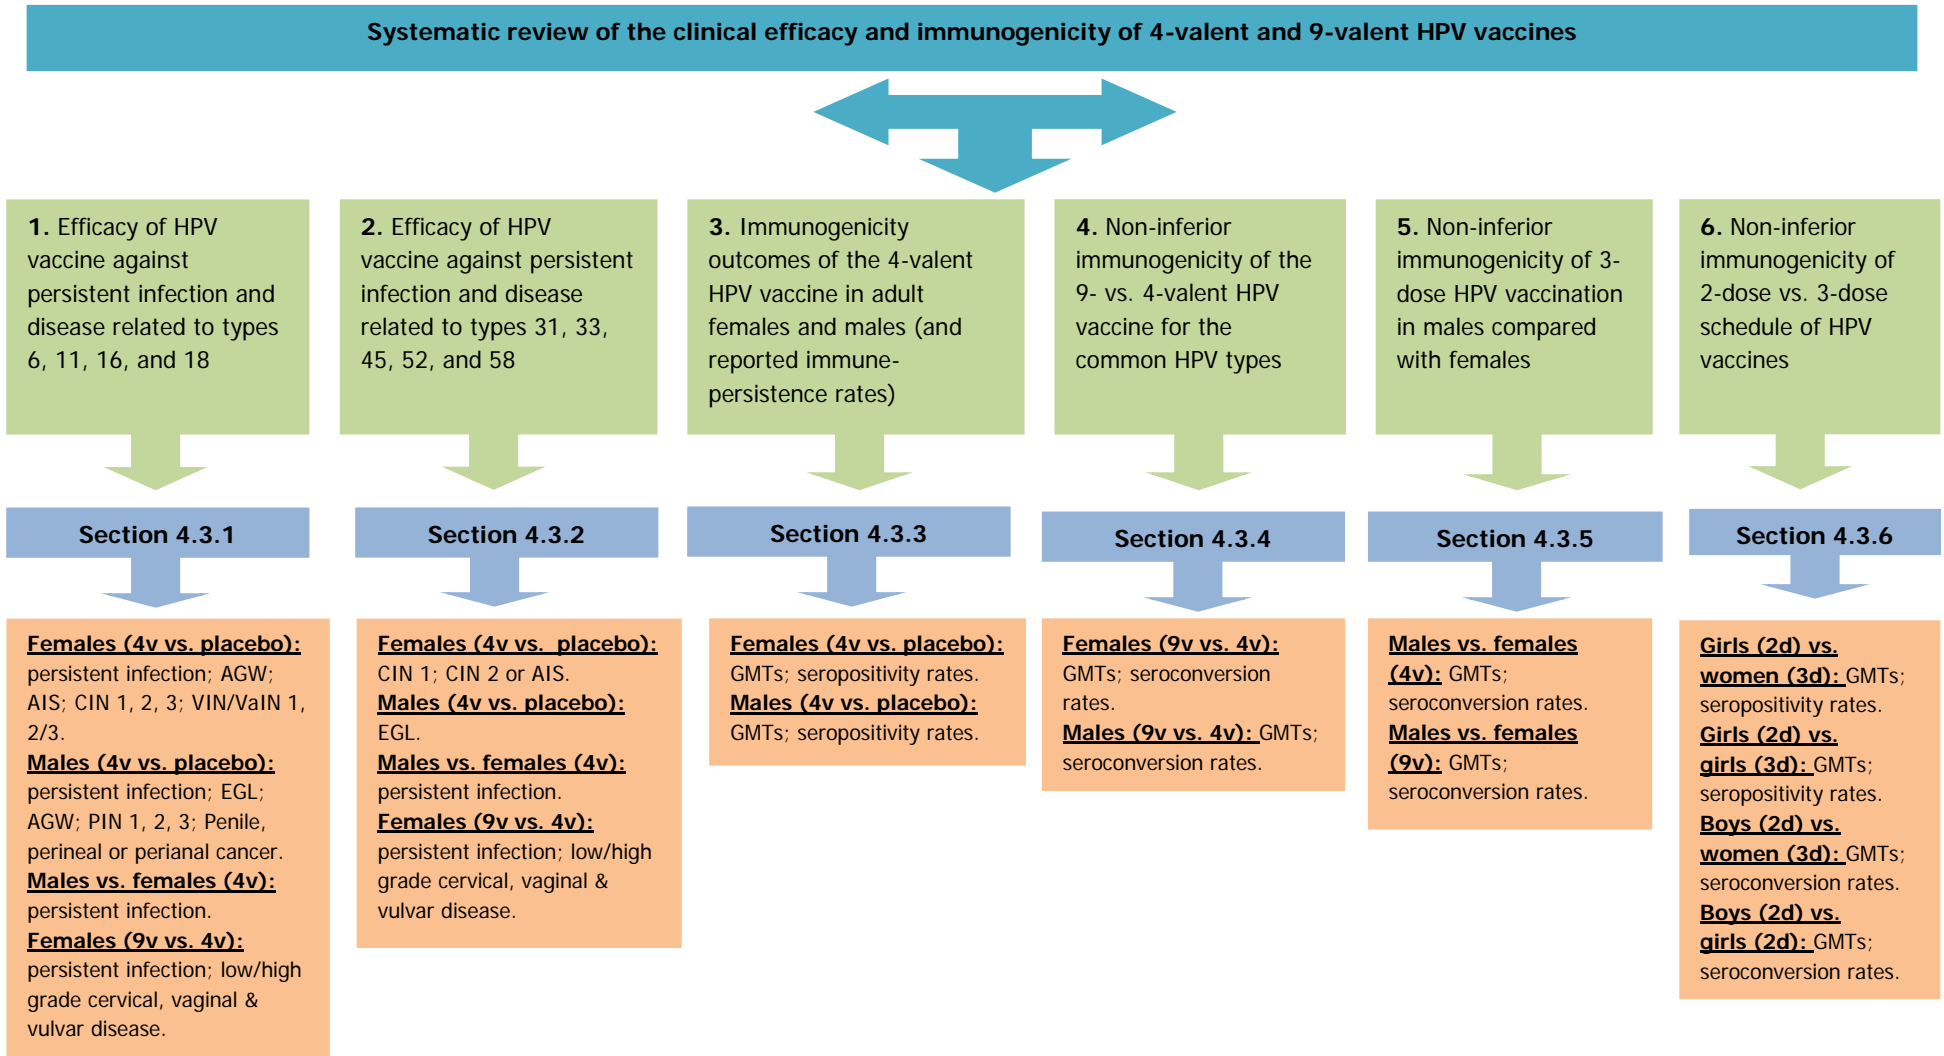 Systematic review of the clinical efficacy and immunogenicity of 4-valent and 9-valent HPV vaccines
1. Efficacy of HPV
vaccine against
persistent infection and
disease related to types
6, 11, 16, and 18
2. Efficacy of HPV
vaccine against persistent
infection and disease
related to types 31, 33,
45, 52, and 58
3. Immunogenicity
outcomes of the 4-valent
HPV vaccine in adult
females and males (and
reported immune-
persistence rates)
4. Non-inferior
immunogenicity of the
9- vs. 4-valent HPV
vaccine for the
common HPV types
5. Non-inferior
immunogenicity of 3-
dose HPV vaccination
in males compared
with females
6. Non-inferior
immunogenicity of
2-dose vs. 3-dose
schedule of HPV
vaccines
Section 4.3.1
Section 4.3.2
Section 4.3.3
Section 4.3.4
Section 4.3.5
Section 4.3.6
Females (4v vs. placebo):
persistent infection; AGW;
AIS; CIN 1, 2, 3; VIN/VaIN 1,
2/3.
Males (4v vs. placebo):
persistent infection; EGL;
AGW; PIN 1, 2, 3; Penile,
perineal or perianal cancer.
Males vs. females (4v):
persistent infection.
Females (9v vs. 4v):
persistent infection; low/high
grade cervical, vaginal &
vulvar disease.
Females (4v vs. placebo):
CIN 1; CIN 2 or AIS.
Males (4v vs. placebo):
EGL.
Males vs. females (4v):
persistent infection.
Females (9v vs. 4v):
persistent infection; low/high
grade cervical, vaginal &
vulvar disease.
Females (4v vs. placebo):
GMTs; seropositivity rates.
Males (4v vs. placebo):
GMTs; seropositivity rates.
Females (9v vs. 4v):
GMTs; seroconversion
rates.
Males (9v vs. 4v): GMTs;
seroconversion rates.
Males vs. females
(4v): GMTs;
seroconversion rates.
Males vs. females
(9v): GMTs;
seroconversion rates.
Girls (2d) vs.
women (3d): GMTs;
seropositivity rates.
Girls (2d) vs.
girls (3d): GMTs;
seropositivity rates.
Boys (2d) vs.
women (3d): GMTs;
seroconversion rates.
Boys (2d) vs.
girls (2d): GMTs;
seroconversion rates.